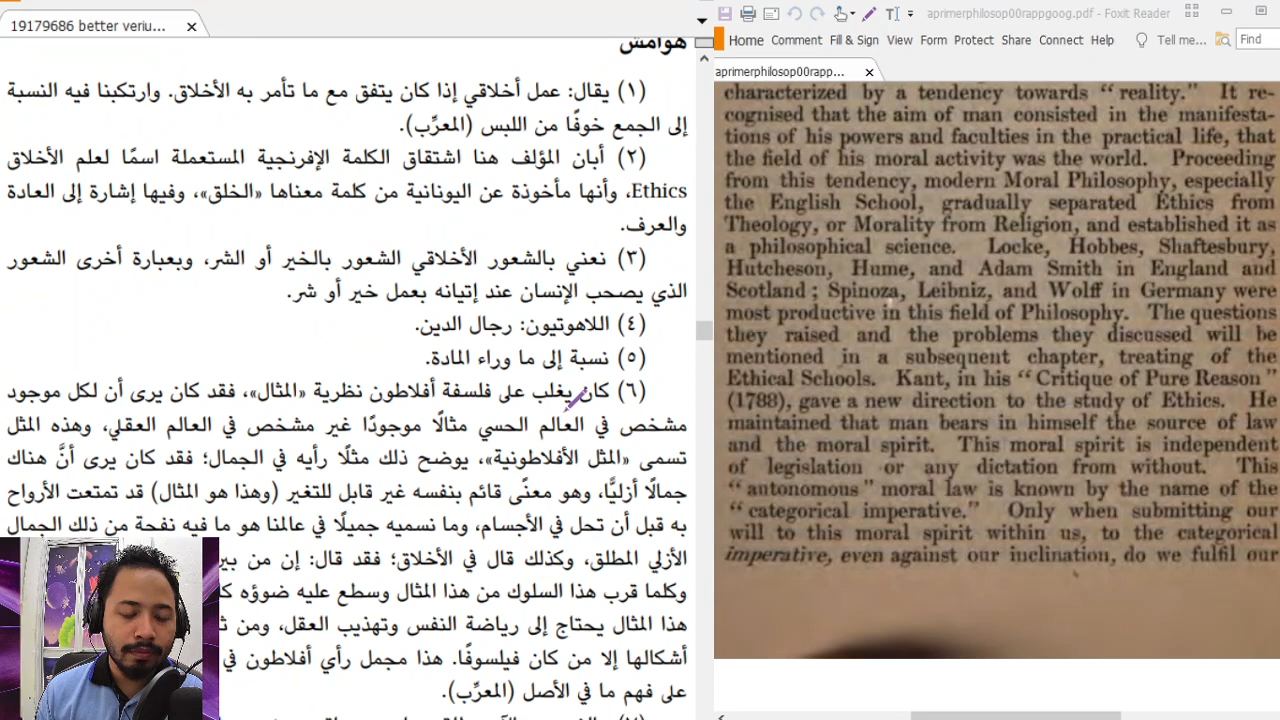 19179686 better veriu...
هوامش
(١) يقال: عمل أخلاقي إذا كان يتفق مع ما تأمر به الأخلاق. وارتكبنا فيه النسبة
إلى الجمع خوفًا من اللبس (المعرِّب).
(٢) أبان المؤلف هنا اشتقاق الكلمة الإفرنجية المستعملة اسمًا لعلم الأخلاق
Ethics، وأنها مأخوذة عن اليونانية من كلمة معناها «الخلق»، وفيها إشارة إلى العادة
والعرف.
(٣) نعني بالشعور الأخلاقي الشعور بالخير أو الشر، وبعبارة أخرى الشعور
الذي يصحب الإنسان عند إتيانه بعمل خير أو شر.
(٤) اللاهوتيون: رجال الدين.
(٥) نسبة إلى ما وراء المادة.
(٦) كان يغلب على فلسفة أفلاطون نظرية «المثال»، فقد كان يرى أن لكل موجود
مشخص في العالم الحسي مثالًا موجودًا غير مشخص في العالم العقلي، وهذه المثل
تسمى «المثل الأفلاطونية»، يوضح ذلك مثلًا رأيه في الجمال؛ فقد كان يرى أنَّ هناك
جمالًا أزليًّا، وهو معنًى قائم بنفسه غير قابل للتغير (وهذا هو المثال) قد تمتعت الأرواح
به قبل أن تحل في الأجسام، وما نسميه جميلًا في عالمنا هو ما فيه نفحة من ذلك الجمال
الأزلي المطلق، وكذلك قال في الأخلاق؛ فقد قال: إن من
وكلما قرب هذا السلوك من هذا المثال وسطع عليه ضوؤه
هذا المثال يحتاج إلى رياضة النفس وتهذيب العقل، ومن
أشكالها إلا من كان فيلسوفًا. هذا مجمل رأي أفلاطون في
على فهم ما في الأصل (المعرِّب).
aprimerphilosop00rappgoog.pdf - Foxit Reader
Home Comment Fill & Sign View Form Protect Share Connect Help Tell me... Find
aprimerphilosop00rapp...
characterized by a tendency towards "reality." It re-
cognised that the aim of man consisted in the manifesta-
tions of his powers and faculties in the practical life, that
the field of his moral activity was the world. Proceeding
from this tendency, modern Moral Philosophy, especially
the English School, gradually separated Ethics from
Theology, or Morality from Religion, and established it as
a philosophical science. Locke, Hobbes, Shaftesbury,
Hutcheson, Hume, and Adam Smith in England and
Scotland; Spinoza, Leibniz, and Wolff in Germany were
most productive in this field of Philosophy. The questions
they raised and the problems they discussed will be
mentioned in a subsequent chapter, treating of the
Ethical Schools. Kant, in his "Critique of Pure Reason"
(1788), gave a new direction to the study of Ethics. He
maintained that man bears in himself the source of law
and the moral spirit. This moral spirit is independent
of legislation or any dictation from without. This
"autonomous" moral law is known by the name of the
"categorical imperative." Only when submitting our
will to this moral spirit within us, to the categorical
imperative, even against our inclination, do we fulfil our